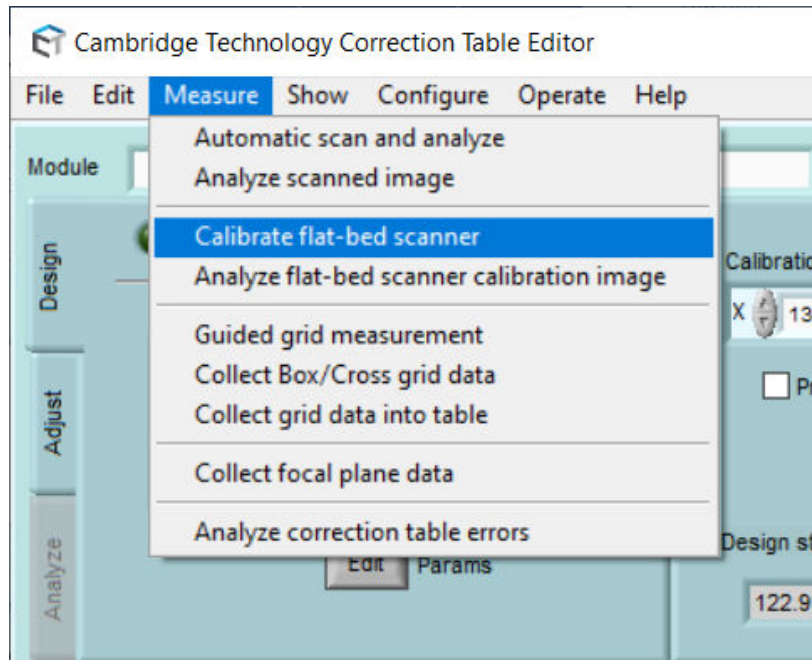 Cambridge Technology Correction Table Editor
File Edit Measure Show Configure Operate Help
Module
Automatic scan and analyze
Analyze scanned image
Calibrate flat-bed scanner
Analyze flat-bed scanner calibration image
Guided grid measurement
Collect Box/Cross grid data
Collect grid data into table
Collect focal plane data
Analyze correction table errors
Design
Adjust
Analyze
Edit Params
X 13
122.9